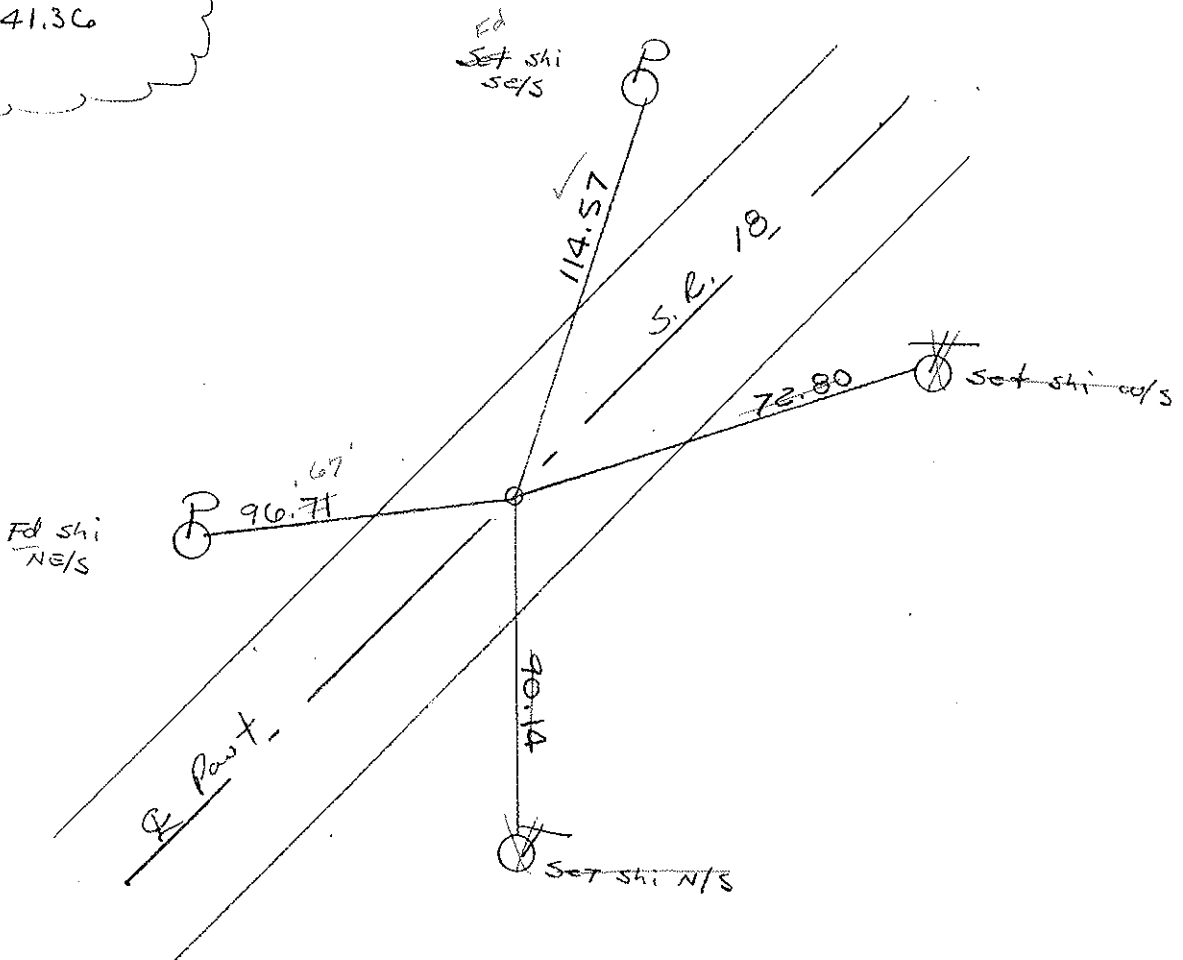 41.36
Fd
Set shi
SE/S
P
114.57
S. R. 18
72.80
Set shi W/S
.67'
P
96.71
Fd shi
NE/S
90.14
℄ Pavt.
Set shi N/S